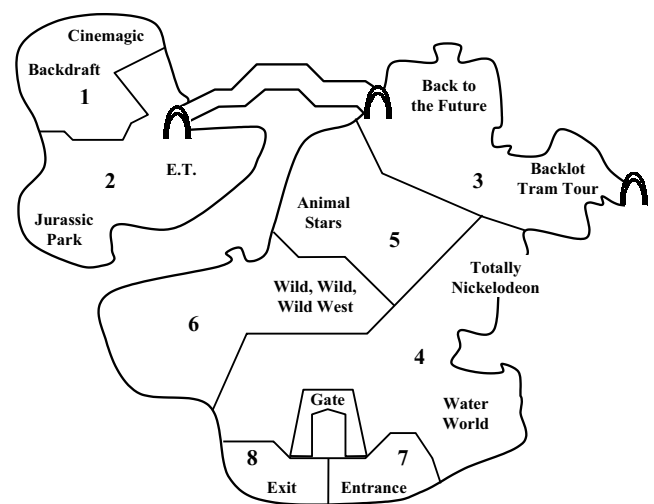 Cinemagic
Backdraft
1
2
E.T.
Jurassic
Park
Back to
the Future
3
Backlot
Tram Tour
Animal
Stars
5
Totally
Nickelodeon
Wild, Wild,
Wild West
6
4
Gate
Water
World
8
7
Exit
Entrance